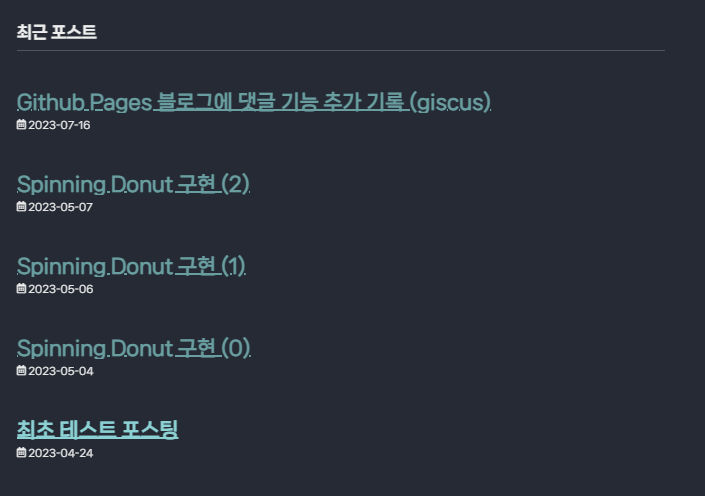 최근 포스트
Github Pages 블로그에 댓글 기능 추가 기록 (giscus)
2023-07-16
Spinning Donut 구현 (2)
2023-05-07
Spinning Donut 구현 (1)
2023-05-06
Spinning Donut 구현 (0)
2023-05-04
최초 테스트 포스팅
2023-04-24